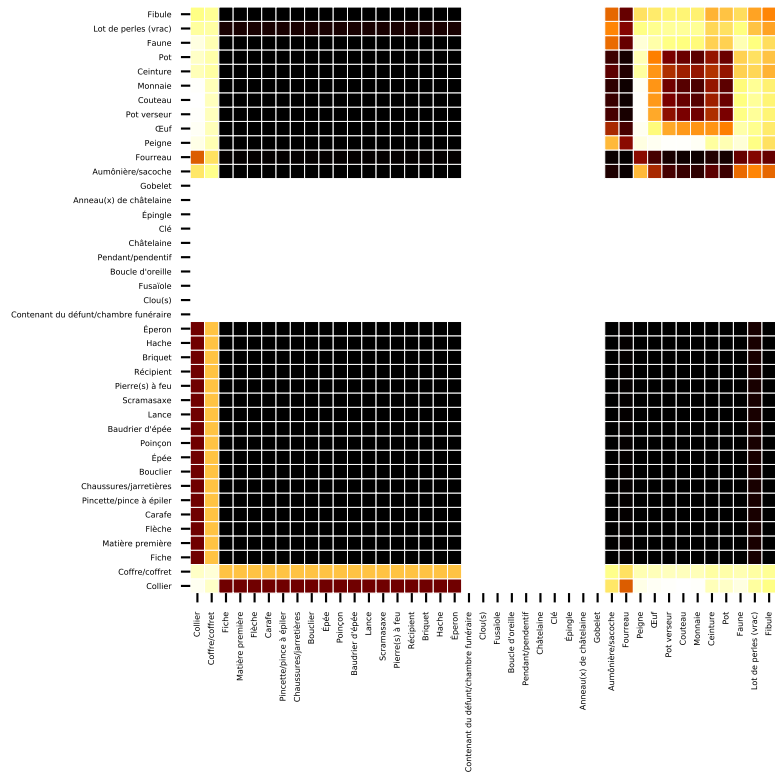 Fibule
Lot de perles (vrac)
Faune
Pot
Ceinture
Monnaie
Couteau
Pot verseur
Œuf
Peigne
Fourreau
Aumônière/sacoche
Gobelet
Anneau(x) de châtelaine
Épingle
Clé
Châtelaine
Pendant/pendentif
Boucle d'oreille
Fusaïole
Clou(s)
Contenant du défunt/chambre funéraire
Éperon
Hache
Briquet
Récipient
Pierre(s) à feu
Scramasaxe
Lance
Baudrier d'épée
Poinçon
Épée
Bouclier
Chaussures/jarretières
Pincette/pince à épiler
Carafe
Flèche
Matière première
Fiche
Coffre/coffret
Collier
Collier
Coffre/coffret
Fiche
Matière première
Flèche
Carafe
Pincette/pince à épiler
Chaussures/jarretières
Bouclier
Épée
Poinçon
Baudrier d'épée
Lance
Scramasaxe
Pierre(s) à feu
Récipient
Briquet
Hache
Éperon
Contenant du défunt/chambre funéraire
Clou(s)
Fusaïole
Boucle d'oreille
Pendant/pendentif
Châtelaine
Clé
Épingle
Anneau(x) de châtelaine
Gobelet
Aumônière/sacoche
Fourreau
Peigne
Œuf
Pot verseur
Couteau
Monnaie
Ceinture
Pot
Faune
Lot de perles (vrac)
Fibule